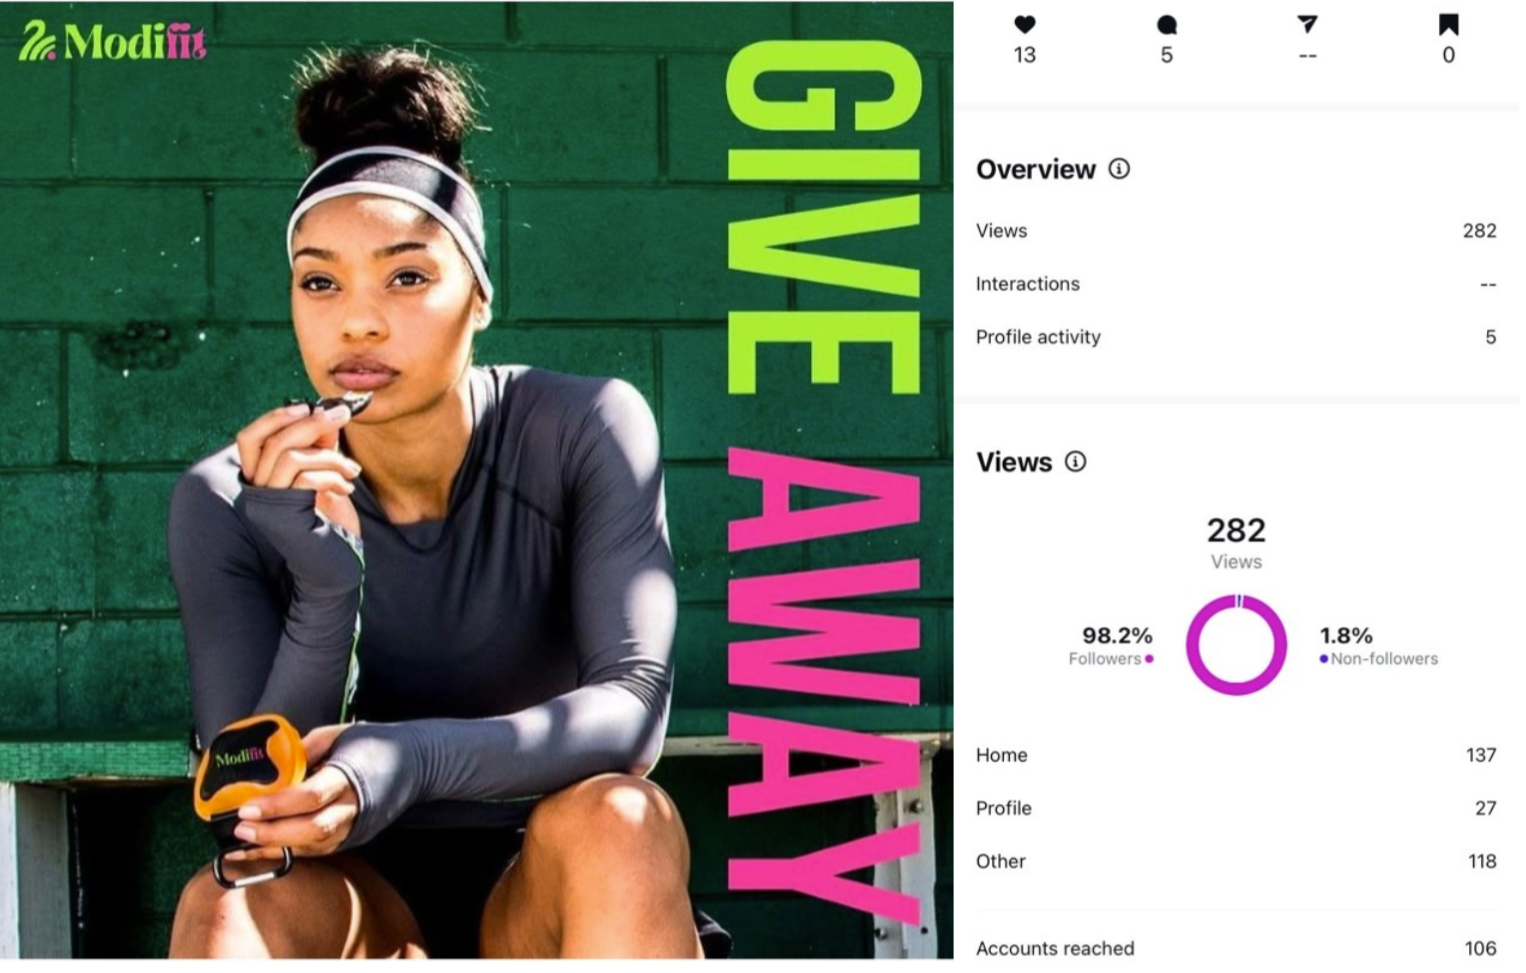 Modifit
GIVE AWAY
Modifit
13
5
--
0
Overview
Views
282
Interactions
--
Profile activity
5
Views
282
Views
98.2%
Followers
1.8%
Non-followers
Home
137
Profile
27
Other
118
Accounts reached
106